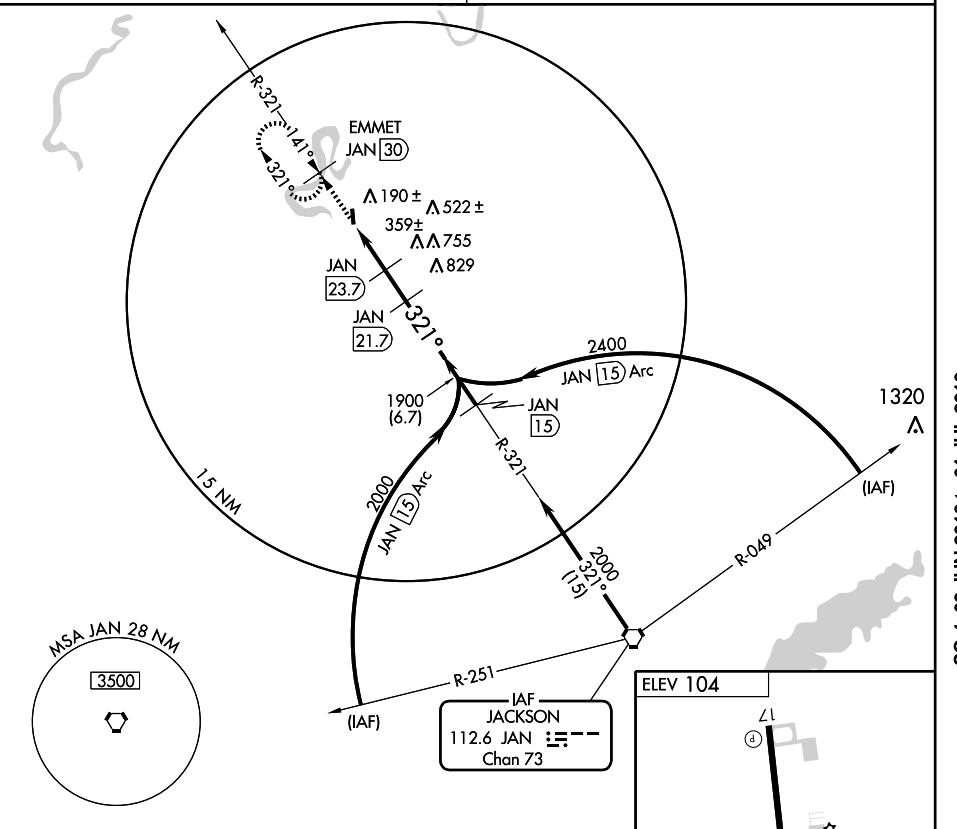 R-321
141°
321°
EMMET
JAN 30
190 ±
522 ±
359±
755
829
JAN
23.7
JAN
21.7
321°
2400
JAN 15 Arc
1900
(6.7)
JAN
15
1320
(IAF)
R-321
15 NM
2000
JAN 15 Arc
R-049
2000
321°
(15)
MSA JAN 28 NM
3500
R-251
(IAF)
IAF
JACKSON
112.6 JAN
Chan 73
ELEV 104
17
P